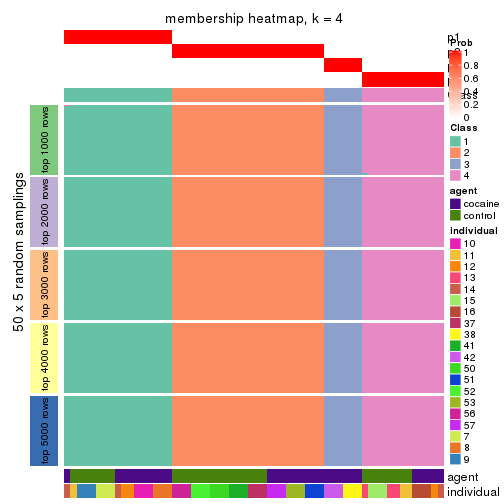 membership heatmap, k = 4
p1
Prob
1
0.8
0.6
0.4
0.2
0
Class
1
2
3
4
agent
cocaine
control
individual
10
11
12
13
14
15
16
37
38
41
42
50
51
52
53
56
57
7
8
9
50 x 5 random samplings
top 1000 rows
top 2000 rows
top 3000 rows
top 4000 rows
top 5000 rows
agent
individual